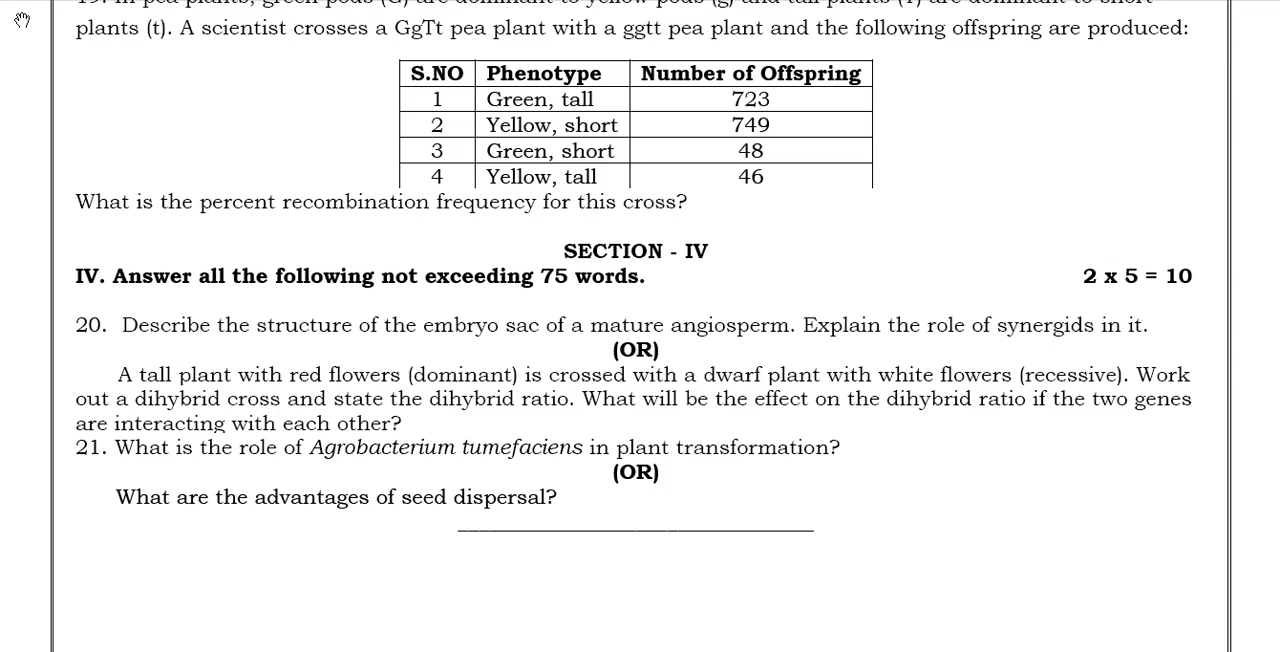 plants (t). A scientist crosses a GgTt pea plant with a ggtt pea plant and the following offspring are produced:
S.NO Phenotype Number of Offspring
1 Green, tall 723
2 Yellow, short 749
3 Green, short 48
4 Yellow, tall 46
What is the percent recombination frequency for this cross?
SECTION - IV
IV. Answer all the following not exceeding 75 words. 2 x 5 = 10
20. Describe the structure of the embryo sac of a mature angiosperm. Explain the role of synergids in it.
(OR)
A tall plant with red flowers (dominant) is crossed with a dwarf plant with white flowers (recessive). Work
out a dihybrid cross and state the dihybrid ratio. What will be the effect on the dihybrid ratio if the two genes
are interacting with each other?
21. What is the role of Agrobacterium tumefaciens in plant transformation?
(OR)
What are the advantages of seed dispersal?